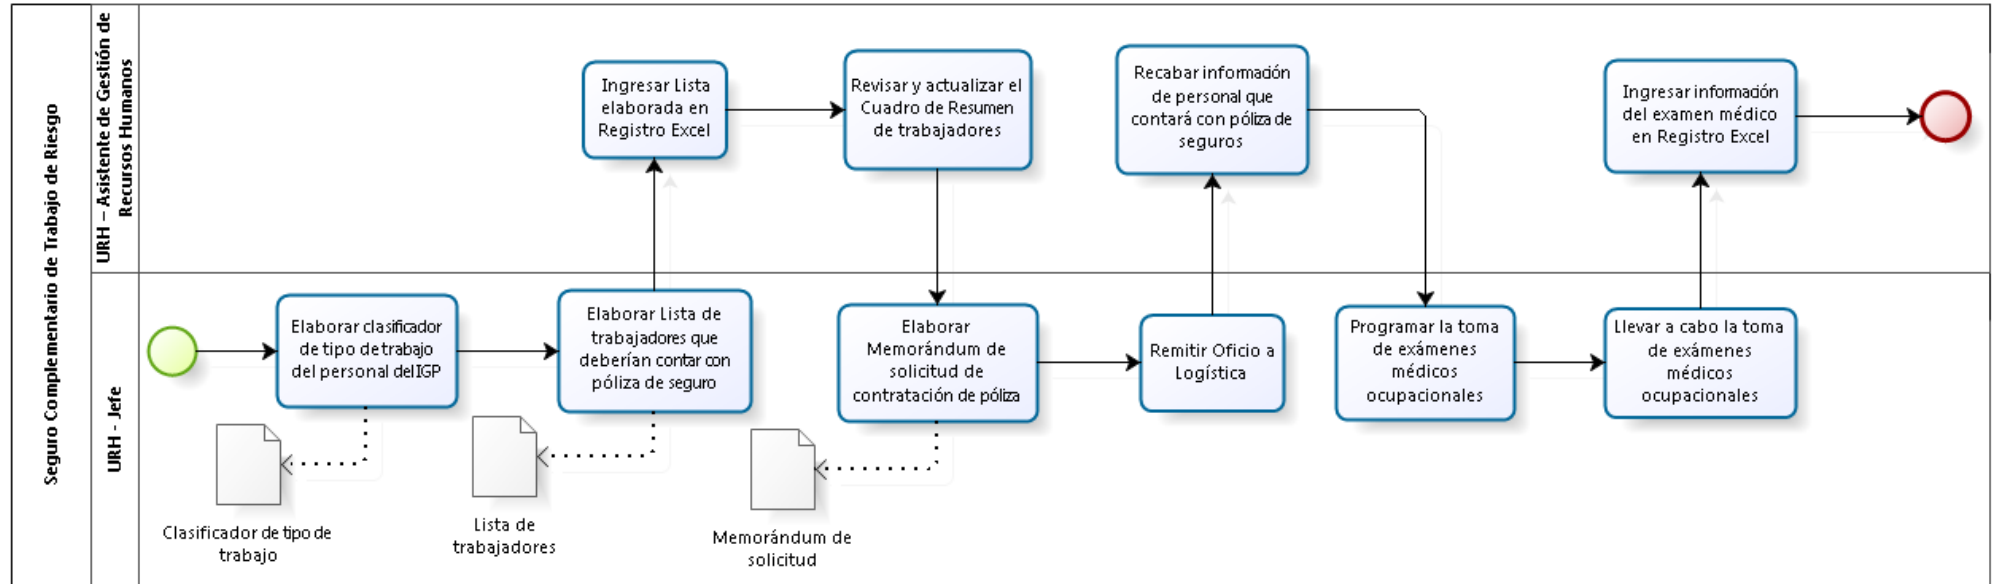 Seguro Complementario de Trabajo de Riesgo
URH – Asistente de Gestión de
Recursos Humanos
Ingresar Lista
elaborada en
Registro Excel
Revisar y actualizar el
Cuadro de Resumen
de trabajadores
Recabar información
de personal que
contará con póliza de
seguros
Ingresar información
del examen médico
en Registro Excel
URH - Jefe
Elaborar clasificador
de tipo de trabajo
del personal del IGP
Elaborar Lista de
trabajadores que
deberían contar con
póliza de seguro
Elaborar
Memorándum de
solicitud de
contratación de póliza
Remitir Oficio a
Logística
Programar la toma
de exámenes
médicos
ocupacionales
Llevar a cabo la toma
de exámenes
médicos
ocupacionales
Clasificador de tipo de
trabajo
Lista de
trabajadores
Memorándum de
solicitud